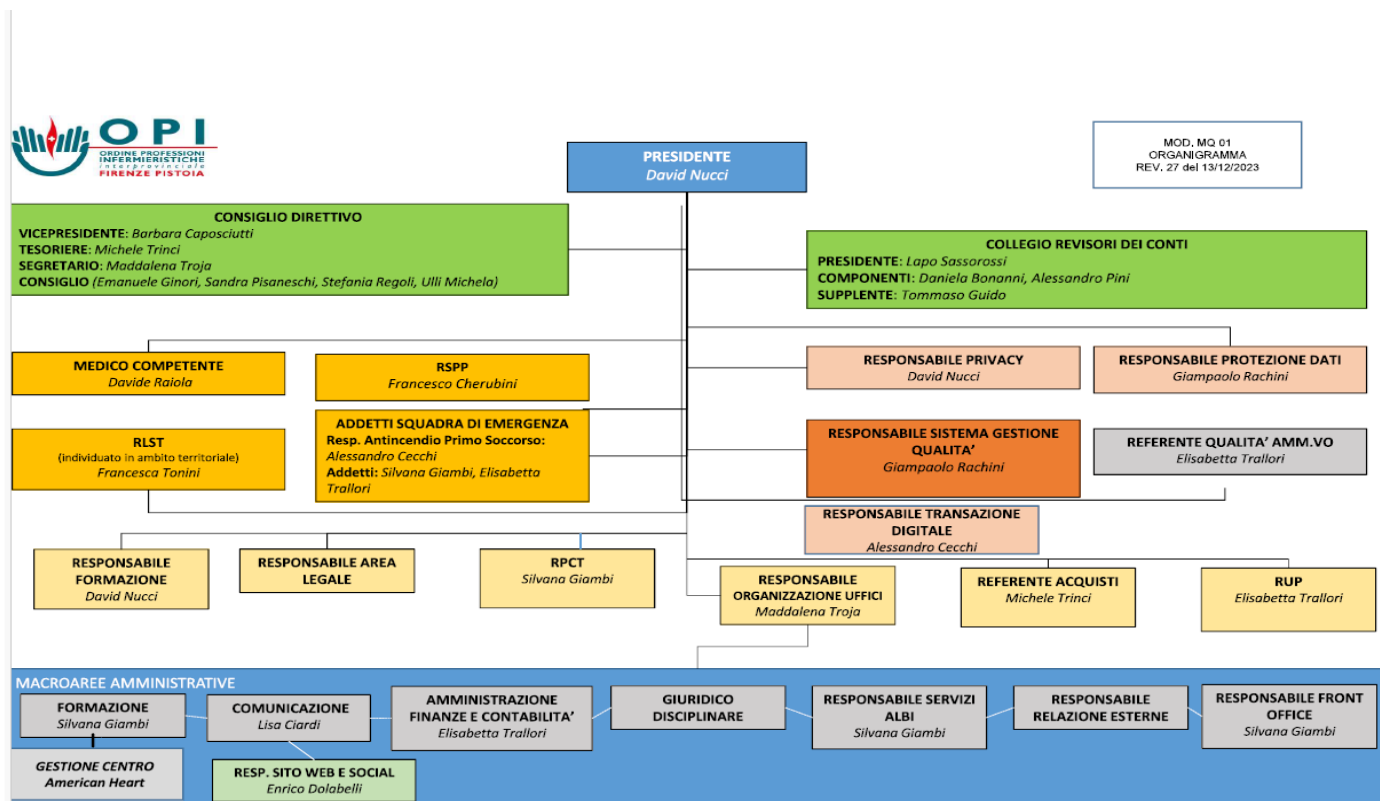 OPI
ORDINE PROFESSIONI
INFERMIERISTICHE
interprovinciale
FIRENZE PISTOIA
PRESIDENTE
David Nucci
MOD. MQ 01
ORGANIGRAMMA
REV. 27 del 13/12/2023
CONSIGLIO DIRETTIVO
VICEPRESIDENTE: Barbara Caposciutti
TESORIERE: Michele Trinci
SEGRETARIO: Maddalena Troja
CONSIGLIO (Emanuele Ginori, Sandra Pisaneschi, Stefania Regoli, Ulli Michela)
COLLEGIO REVISORI DEI CONTI
PRESIDENTE: Lapo Sassorossi
COMPONENTI: Daniela Bonanni, Alessandro Pini
SUPPLENTE: Tommaso Guido
MEDICO COMPETENTE
Davide Raiola
RSPP
Francesco Cherubini
RESPONSABILE PRIVACY
David Nucci
RESPONSABILE PROTEZIONE DATI
Giampaolo Rachini
RLST
(individuato in ambito territoriale)
Francesca Tonini
ADDETTI SQUADRA DI EMERGENZA
Resp. Antincendio Primo Soccorso:
Alessandro Cecchi
Addetti: Silvana Giambi, Elisabetta
Trallori
RESPONSABILE SISTEMA GESTIONE
QUALITA’
Giampaolo Rachini
REFERENTE QUALITA’ AMM.VO
Elisabetta Trallori
RESPONSABILE TRANSAZIONE
DIGITALE
Alessandro Cecchi
RESPONSABILE
FORMAZIONE
David Nucci
RESPONSABILE AREA
LEGALE
RPCT
Silvana Giambi
RESPONSABILE
ORGANIZZAZIONE UFFICI
Maddalena Troja
REFERENTE ACQUISTI
Michele Trinci
RUP
Elisabetta Trallori
MACROAREE AMMINISTRATIVE
FORMAZIONE
Silvana Giambi
COMUNICAZIONE
Lisa Ciardi
AMMINISTRAZIONE
FINANZE E CONTABILITA’
Elisabetta Trallori
GIURIDICO
DISCIPLINARE
RESPONSABILE SERVIZI
ALBI
Silvana Giambi
RESPONSABILE
RELAZIONE ESTERNE
RESPONSABILE FRONT
OFFICE
Silvana Giambi
GESTIONE CENTRO
American Heart
RESP. SITO WEB E SOCIAL
Enrico Dolabelli